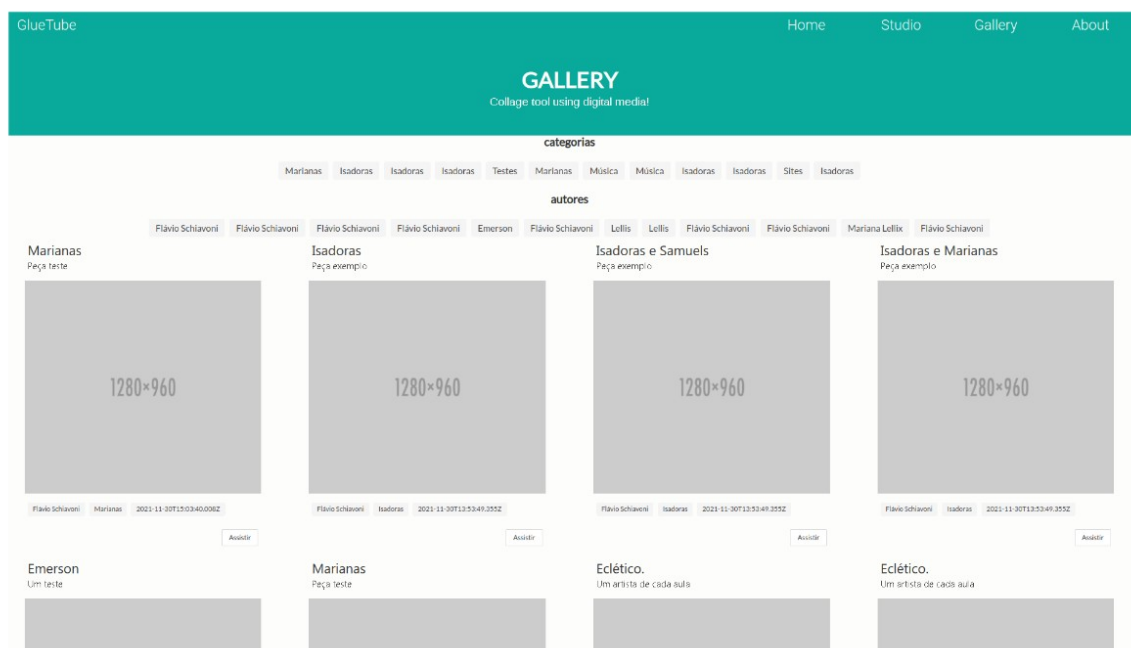 GlueTube Home Studio Gallery About
GALLERY
Collage tool using digital media!
categorias
Marianas Isadoras Isadoras Isadoras Testes Marianas Música Música Isadoras Isadoras Sites Isadoras
autores
Flávio Schiavoni Flávio Schiavoni Flávio Schiavoni Flávio Schiavoni Emerson Flávio Schiavoni Lellis Lellis Flávio Schiavoni Flávio Schiavoni Mariana Lellix Flávio Schiavoni
Marianas Isadoras Isadoras e Samuels Isadoras e Marianas
Peça teste Peça exemplo Peça exemplo Peça exemplo
1280×960 1280×960 1280×960 1280×960
Flávio Schiavoni Marianas 2021-11-30T15:03:40.008Z Flávio Schiavoni Isadoras 2021-11-30T13:53:49.355Z Flávio Schiavoni Isadoras 2021-11-30T13:53:49.355Z Flávio Schiavoni Isadoras 2021-11-30T13:53:49.355Z
Assistir Assistir Assistir Assistir
Emerson Marianas Eclético. Eclético.
Um teste Peça teste Um artista de cada aula Um artista de cada aula